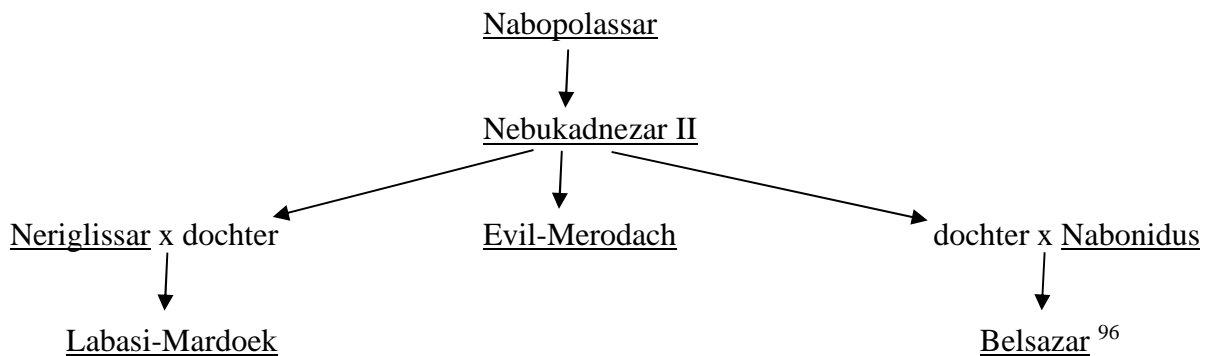 Nabopolassar
Nebukadnezar II
Neriglissar x dochter Evil-Merodach dochter x Nabonidus
Labasi-Mardoek Belsazar 96